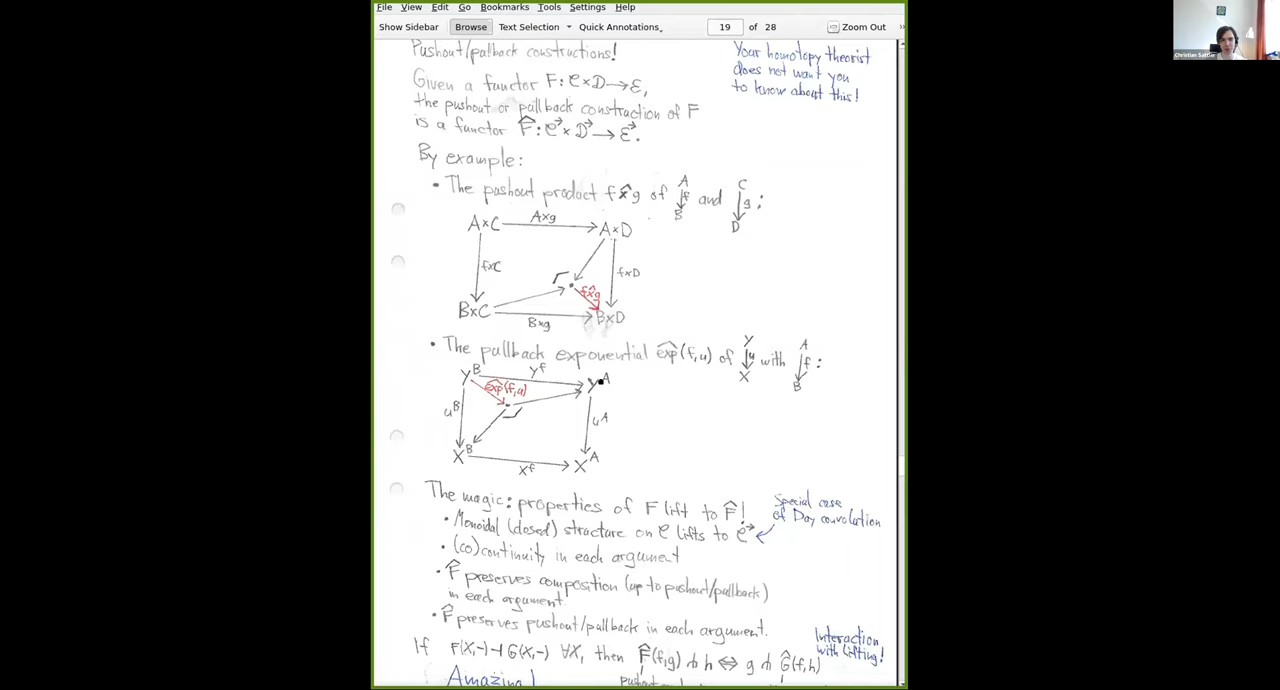 File View Edit Go Bookmarks Tools Settings Help
Show Sidebar Browse Text Selection Quick Annotations 19 of 28 Zoom Out »
Christian Sattler
Pushout/pullback constructions!
Your homotopy theorist
does not want you
to know about this!
Given a functor F: C×D→E,
the pushout or pullback construction of F
is a functor F̂: C→ × D→ → E→.
By example:
• The pushout product f×̂g of A f B and C g D :
A×C A×g A×D
f×C f×D
f×̂g
B×C B×g B×D
• The pullback exponential exp̂(f,u) of Y u X with A f B :
Y^B Y^f Y^A
exp̂(f,u)
u^B u^A
X^B X^f X^A
The magic: properties of F lift to F̂!
Special case
of Day convolution
• Monoidal (closed) structure on C lifts to C→
• (co)continuity in each argument
• F̂ preserves composition (up to pushout/pullback)
in each argument.
• F̂ preserves pushout/pullback in each argument.
If F(X,-)⊣G(X,-) ∀X, then F̂(f,g) ⋔ h ⇔ g ⋔ Ĝ(f,h)
Interaction
with lifting!
Amazing!